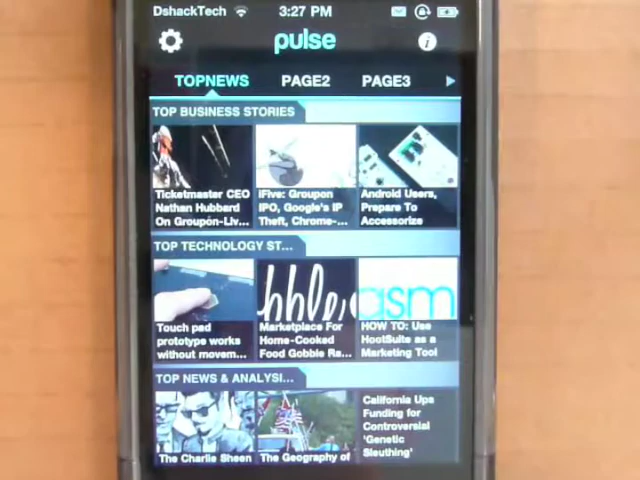 DshackTech 3:27 PM
pulse
TOPNEWS PAGE2 PAGE3
TOP BUSINESS STORIES
Ticketmaster CEO
Nathan Hubbard
On Groupon-Liv...
iFive: Groupon
IPO, Google's IP
Theft, Chrome-...
Android Users,
Prepare To
Accessorize
TOP TECHNOLOGY ST...
Touch pad
prototype works
without movem...
hble
Marketplace For
Home-Cooked
Food Gobble Ra...
asm
HOW TO: Use
HootSuite as a
Marketing Tool
TOP NEWS & ANALYSI...
The Charlie Sheen
The Geography of
California Ups
Funding for
Controversial
'Genetic
Sleuthing'